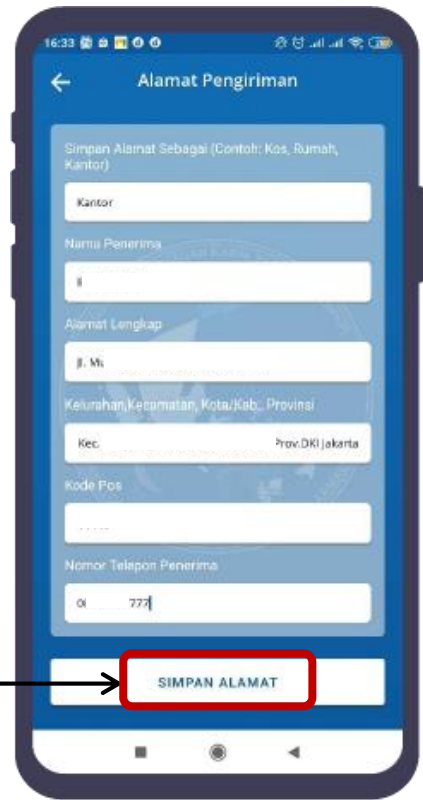 16:33
Alamat Pengiriman
Simpan Alamat Sebagai (Contoh: Kos, Rumah,
Kantor)
Kantor
Nama Penerima
Alamat Lengkap
Jl. Mu
Kelurahan,Kecamatan, Kota/Kab., Provinsi
Kec. Prov.DKI Jakarta
Kode Pos
Nomor Telepon Penerima
777
SIMPAN ALAMAT